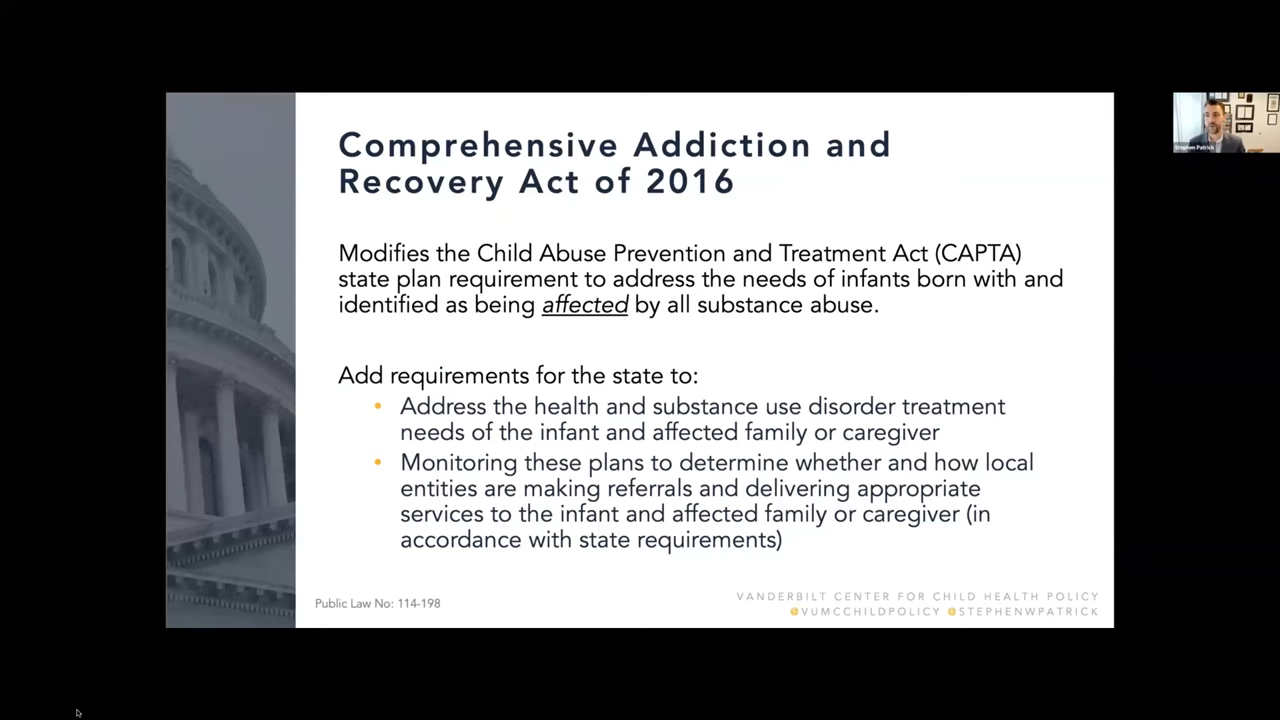 Comprehensive Addiction and
Recovery Act of 2016
Modifies the Child Abuse Prevention and Treatment Act (CAPTA)
state plan requirement to address the needs of infants born with and
identified as being affected by all substance abuse.
Add requirements for the state to:
• Address the health and substance use disorder treatment
needs of the infant and affected family or caregiver
• Monitoring these plans to determine whether and how local
entities are making referrals and delivering appropriate
services to the infant and affected family or caregiver (in
accordance with state requirements)
Public Law No: 114-198
VANDERBILT CENTER FOR CHILD HEALTH POLICY
@VUMCCHILDPOLICY @STEPHENWPATRICK
Stephen Patrick